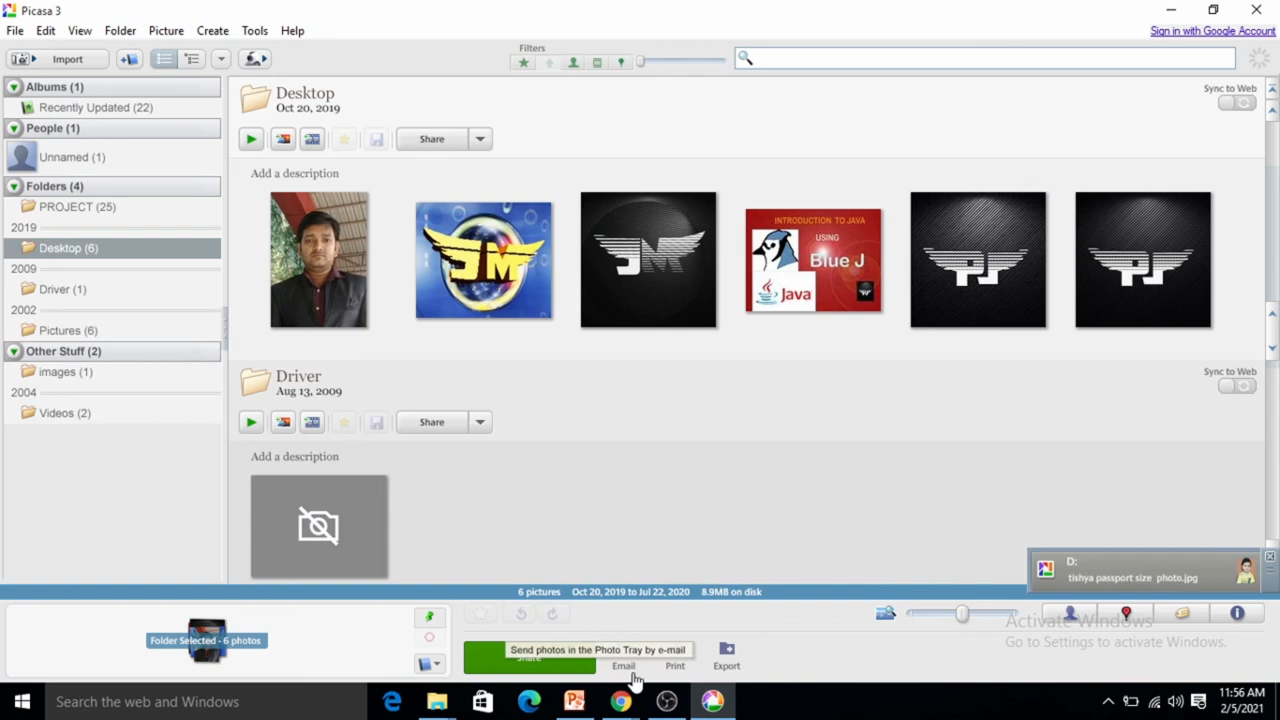 Picasa 3
File Edit View Folder Picture Create Tools Help
Sign in with Google Account
Import
Filters
Albums (1)
Recently Updated (22)
People (1)
Unnamed (1)
Folders (4)
PROJECT (25)
2019
Desktop (6)
2009
Driver (1)
2002
Pictures (6)
Other Stuff (2)
images (1)
2004
Videos (2)
Desktop
Oct 20, 2019
Sync to Web
Share
Add a description
JM
JM
INTRODUCTION TO JAVA
USING
Blue J
Java
PJ
PJ
Driver
Aug 13, 2009
Sync to Web
Share
Add a description
D:
tishya passport size photo.jpg
6 pictures Oct 20, 2019 to Jul 22, 2020 8.9MB on disk
Folder Selected - 6 photos
Send photos in the Photo Tray by e-mail
Email Print Export
Activate Windows
Go to Settings to activate Windows.
Search the web and Windows
11:56 AM
2/5/2021